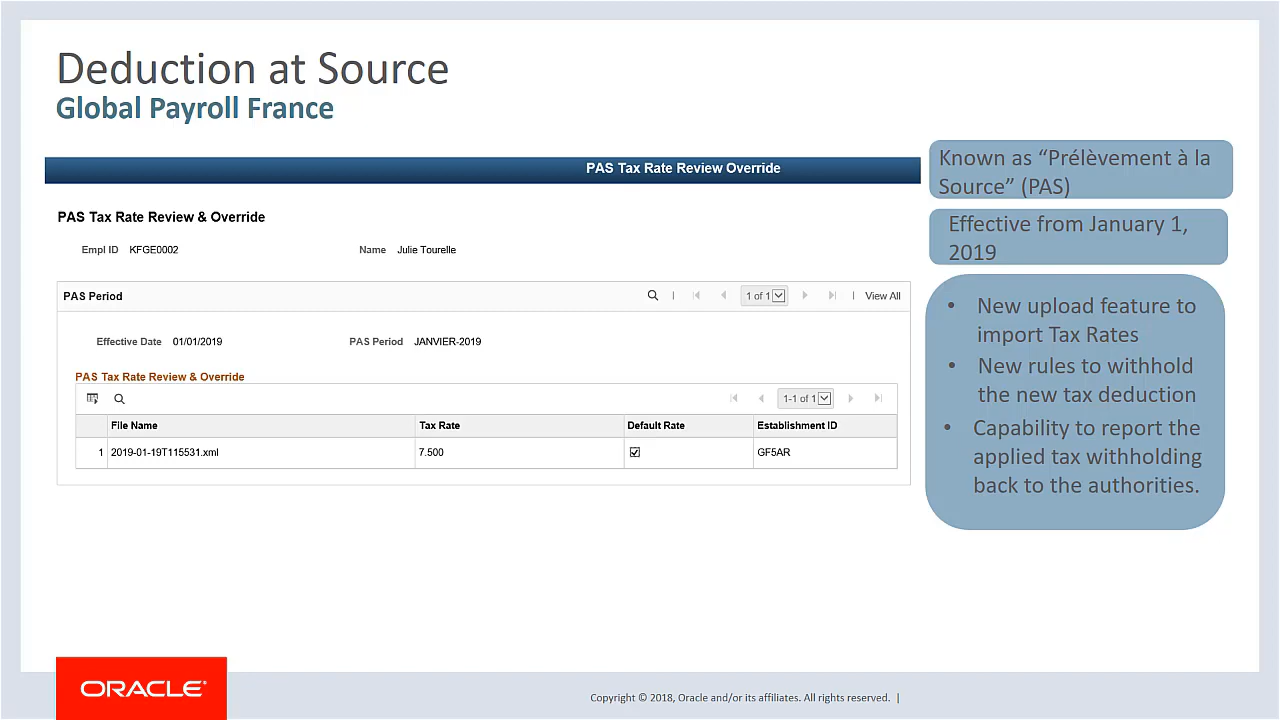 Deduction at Source
Global Payroll France
PAS Tax Rate Review Override
PAS Tax Rate Review & Override
Empl ID KFGE0002 Name Julie Tourelle
PAS Period 1 of 1 View All
Effective Date 01/01/2019 PAS Period JANVIER-2019
PAS Tax Rate Review & Override
1-1 of 1
File Name Tax Rate Default Rate Establishment ID
1 2019-01-19T115531.xml 7.500 GF5AR
Known as “Prélèvement à la
Source” (PAS)
Effective from January 1,
2019
• New upload feature to
import Tax Rates
• New rules to withhold
the new tax deduction
• Capability to report the
applied tax withholding
back to the authorities.
ORACLE®
Copyright © 2018, Oracle and/or its affiliates. All rights reserved. |